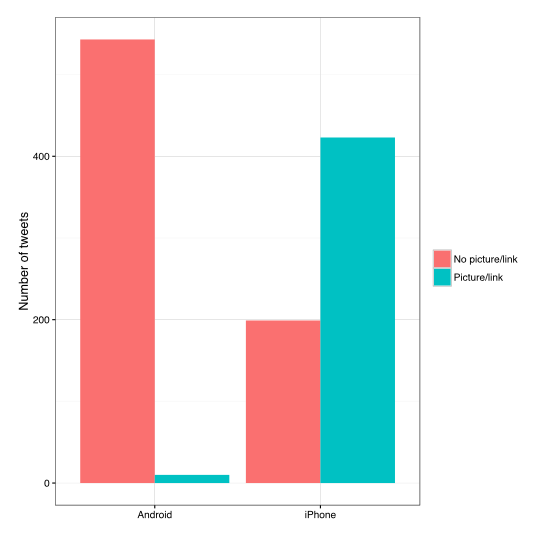 Number of tweets
400
200
0
Android
iPhone
No picture/link
Picture/link